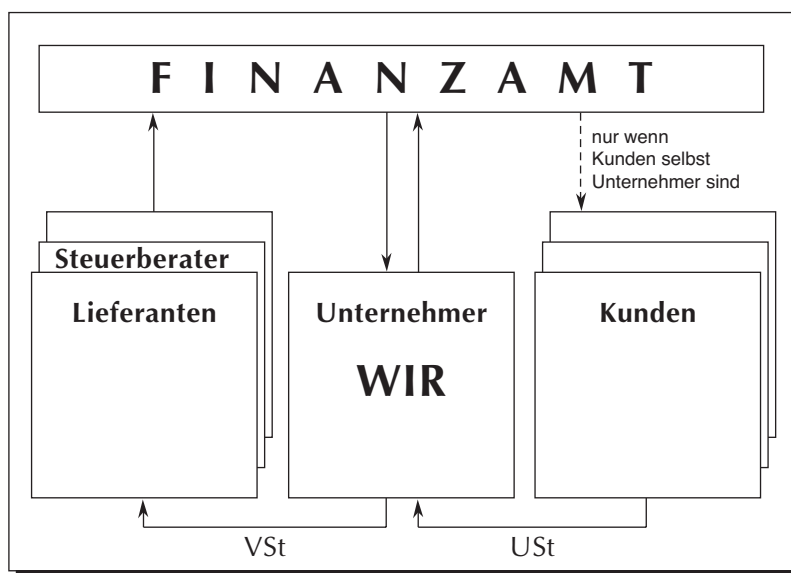 FINANZAMT
nur wenn
Kunden selbst
Unternehmer sind
Steuerberater
Lieferanten
Unternehmer
Kunden
WIR
VSt
USt